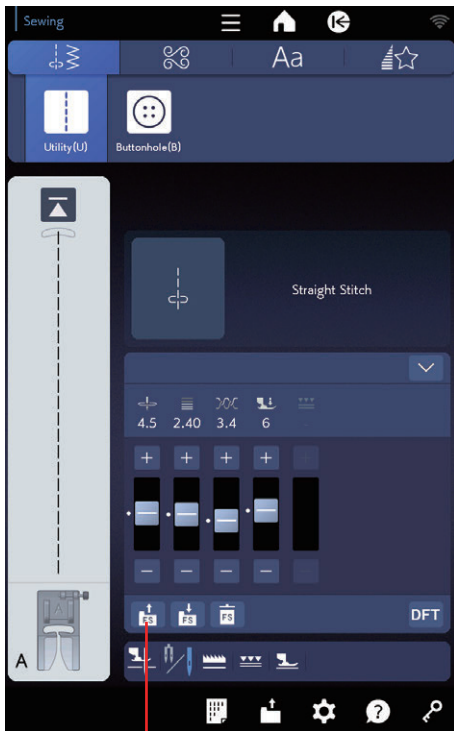 Sewing
Aa
Utility(U)
Buttonhole(B)
Straight Stitch
4.5 2.40 3.4 6
FS FS FS DFT
A
A